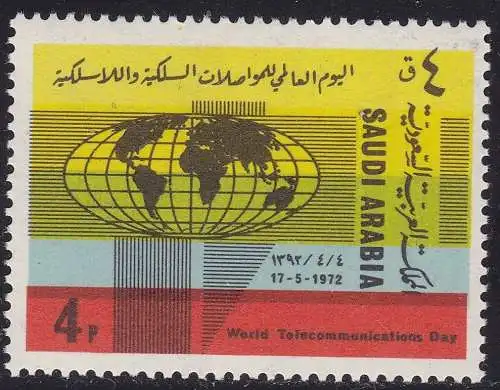 اليوم العالمي للمواصلات السلكية واللاسلكية
٤ ق
المملكة العربية السعودية
SAUDI ARABIA
١٣٩٢/٤/٤
17-5-1972
4 P
World Telecommunications Day